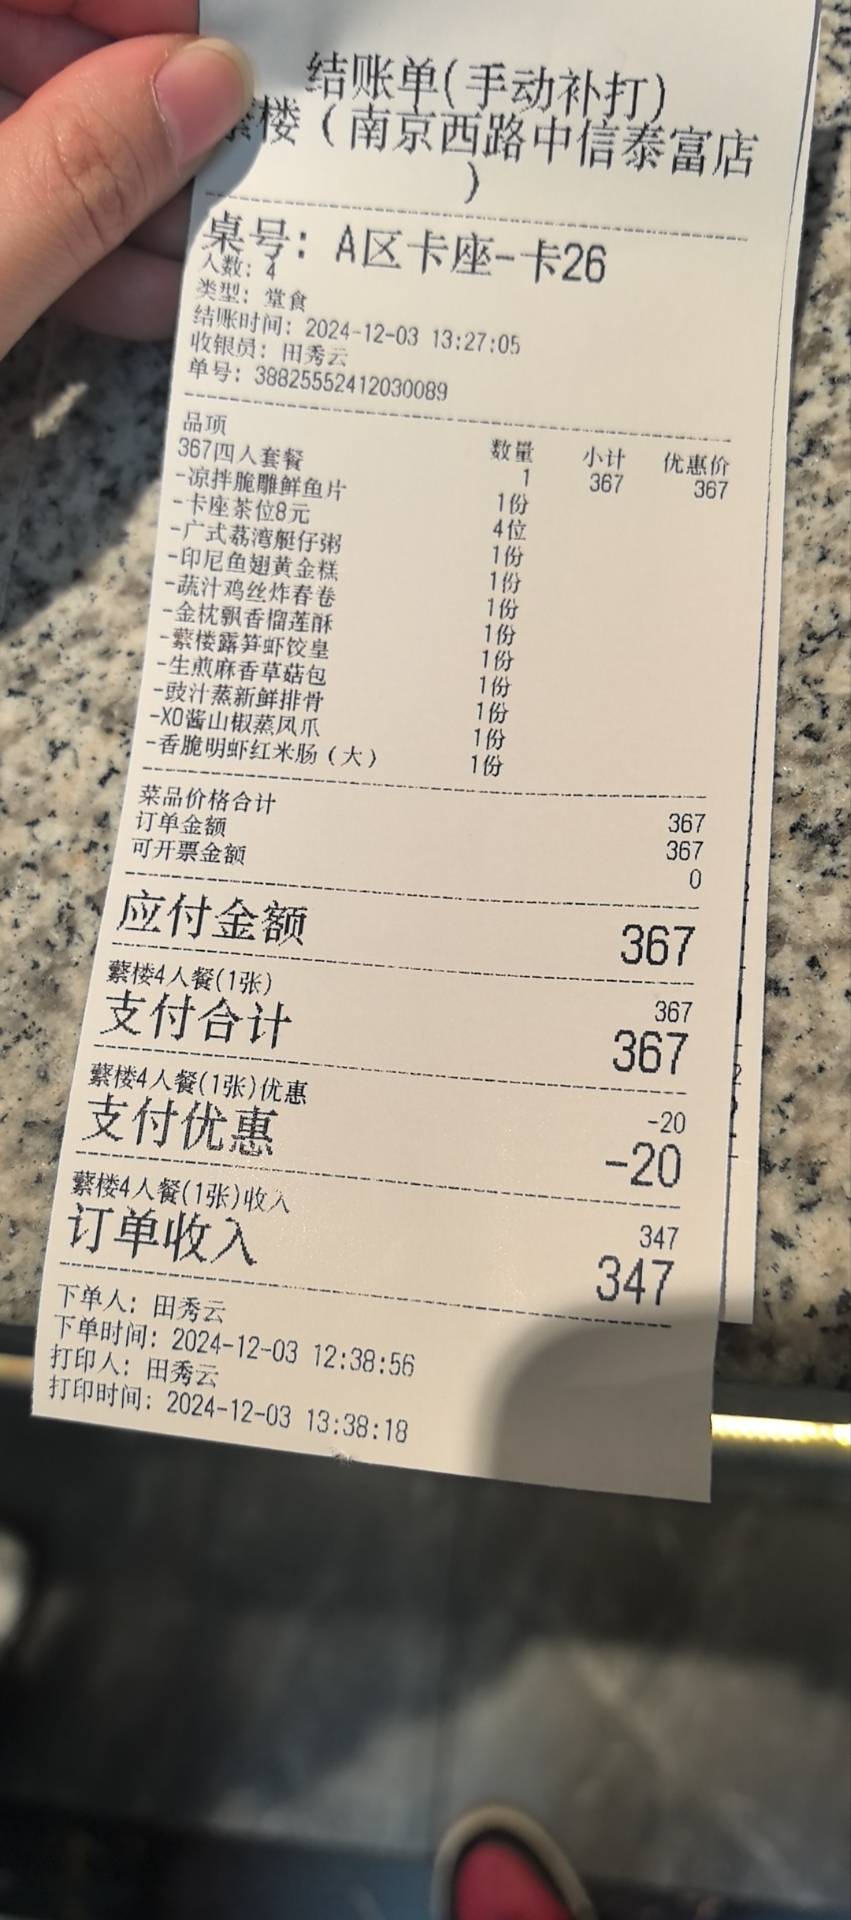 结账单(手动补打)
蘩楼（南京西路中信泰富店
）
桌号：A区卡座-卡26
人数：4
类型：堂食
结账时间：2024-12-03 13:27:05
收银员：田秀云
单号：38825552412030089
品项 数量 小计 优惠价
367四人套餐 1 367 367
-凉拌脆雕鲜鱼片 1份
-卡座茶位8元 4位
-广式荔湾艇仔粥 1份
-印尼鱼翅黄金糕 1份
-蔬汁鸡丝炸春卷 1份
-金枕飘香榴莲酥 1份
-蘩楼露笋虾饺皇 1份
-生煎麻香草菇包 1份
-豉汁蒸新鲜排骨 1份
-XO酱山椒蒸凤爪 1份
-香脆明虾红米肠（大） 1份
菜品价格合计 367
订单金额 367
可开票金额 0
应付金额 367
蘩楼4人餐(1张) 367
支付合计 367
蘩楼4人餐(1张)优惠 -20
支付优惠 -20
蘩楼4人餐(1张)收入 347
订单收入 347
下单人：田秀云
下单时间：2024-12-03 12:38:56
打印人：田秀云
打印时间：2024-12-03 13:38:18